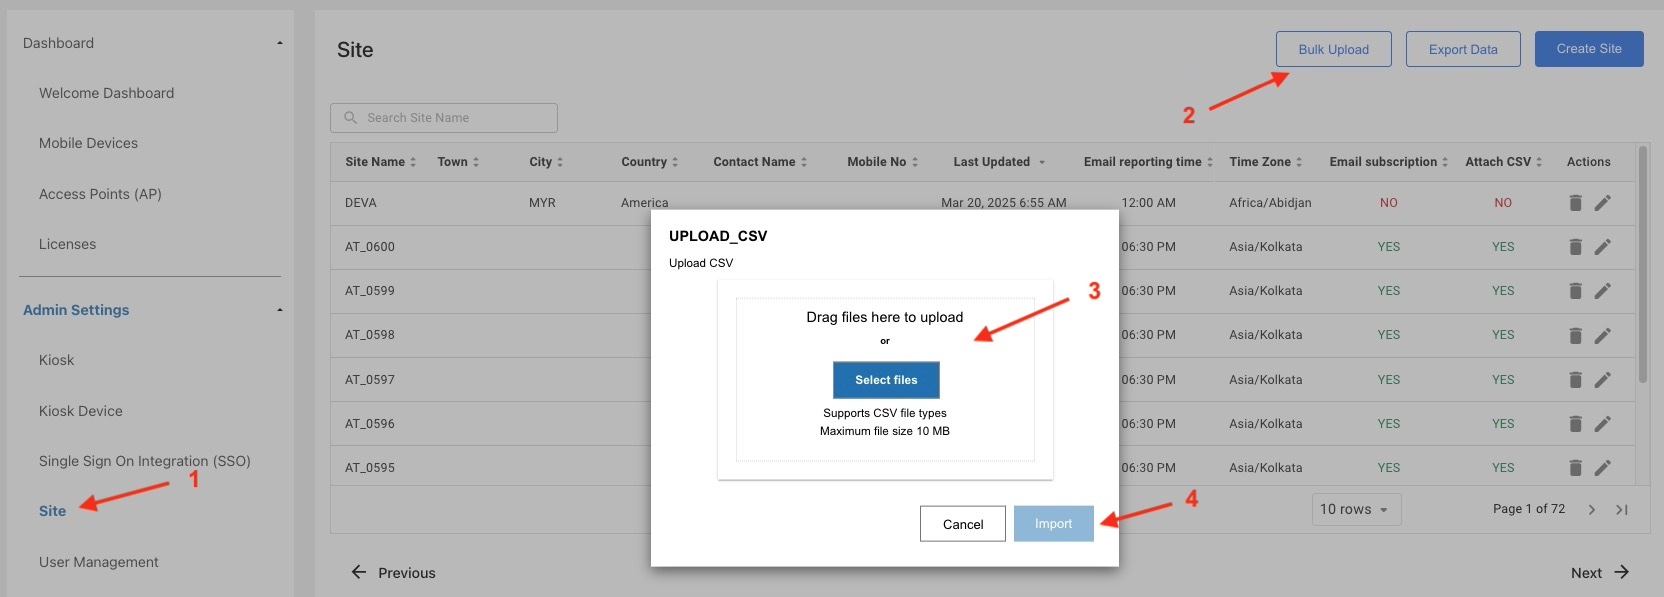 Dashboard
Welcome Dashboard
Mobile Devices
Access Points (AP)
Licenses
Admin Settings
Kiosk
Kiosk Device
Single Sign On Integration (SSO)
1
Site
User Management
Site
Bulk Upload Export Data Create Site
2
Search Site Name
Site Name Town City Country Contact Name Mobile No Last Updated Email reporting time Time Zone Email subscription Attach CSV Actions
DEVA MYR America Mar 20, 2025 6:55 AM 12:00 AM Africa/Abidjan NO NO
AT_0600 06:30 PM Asia/Kolkata YES YES
AT_0599 06:30 PM Asia/Kolkata YES YES
AT_0598 06:30 PM Asia/Kolkata YES YES
AT_0597 06:30 PM Asia/Kolkata YES YES
AT_0596 06:30 PM Asia/Kolkata YES YES
AT_0595 06:30 PM Asia/Kolkata YES YES
10 rows Page 1 of 72
Previous Next
UPLOAD_CSV
Upload CSV
3
Drag files here to upload
or
Select files
Supports CSV file types
Maximum file size 10 MB
4
Cancel Import